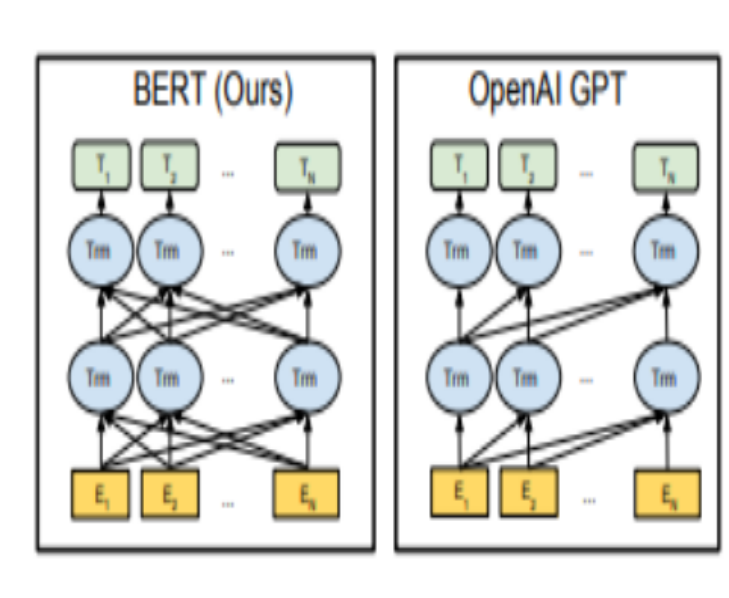 BERT (Ours)
T1 T2 ... TN
Trm Trm ... Trm
Trm Trm ... Trm
E1 E2 ... EN
OpenAI GPT
T1 T2 ... TN
Trm Trm ... Trm
Trm Trm ... Trm
E1 E2 ... EN